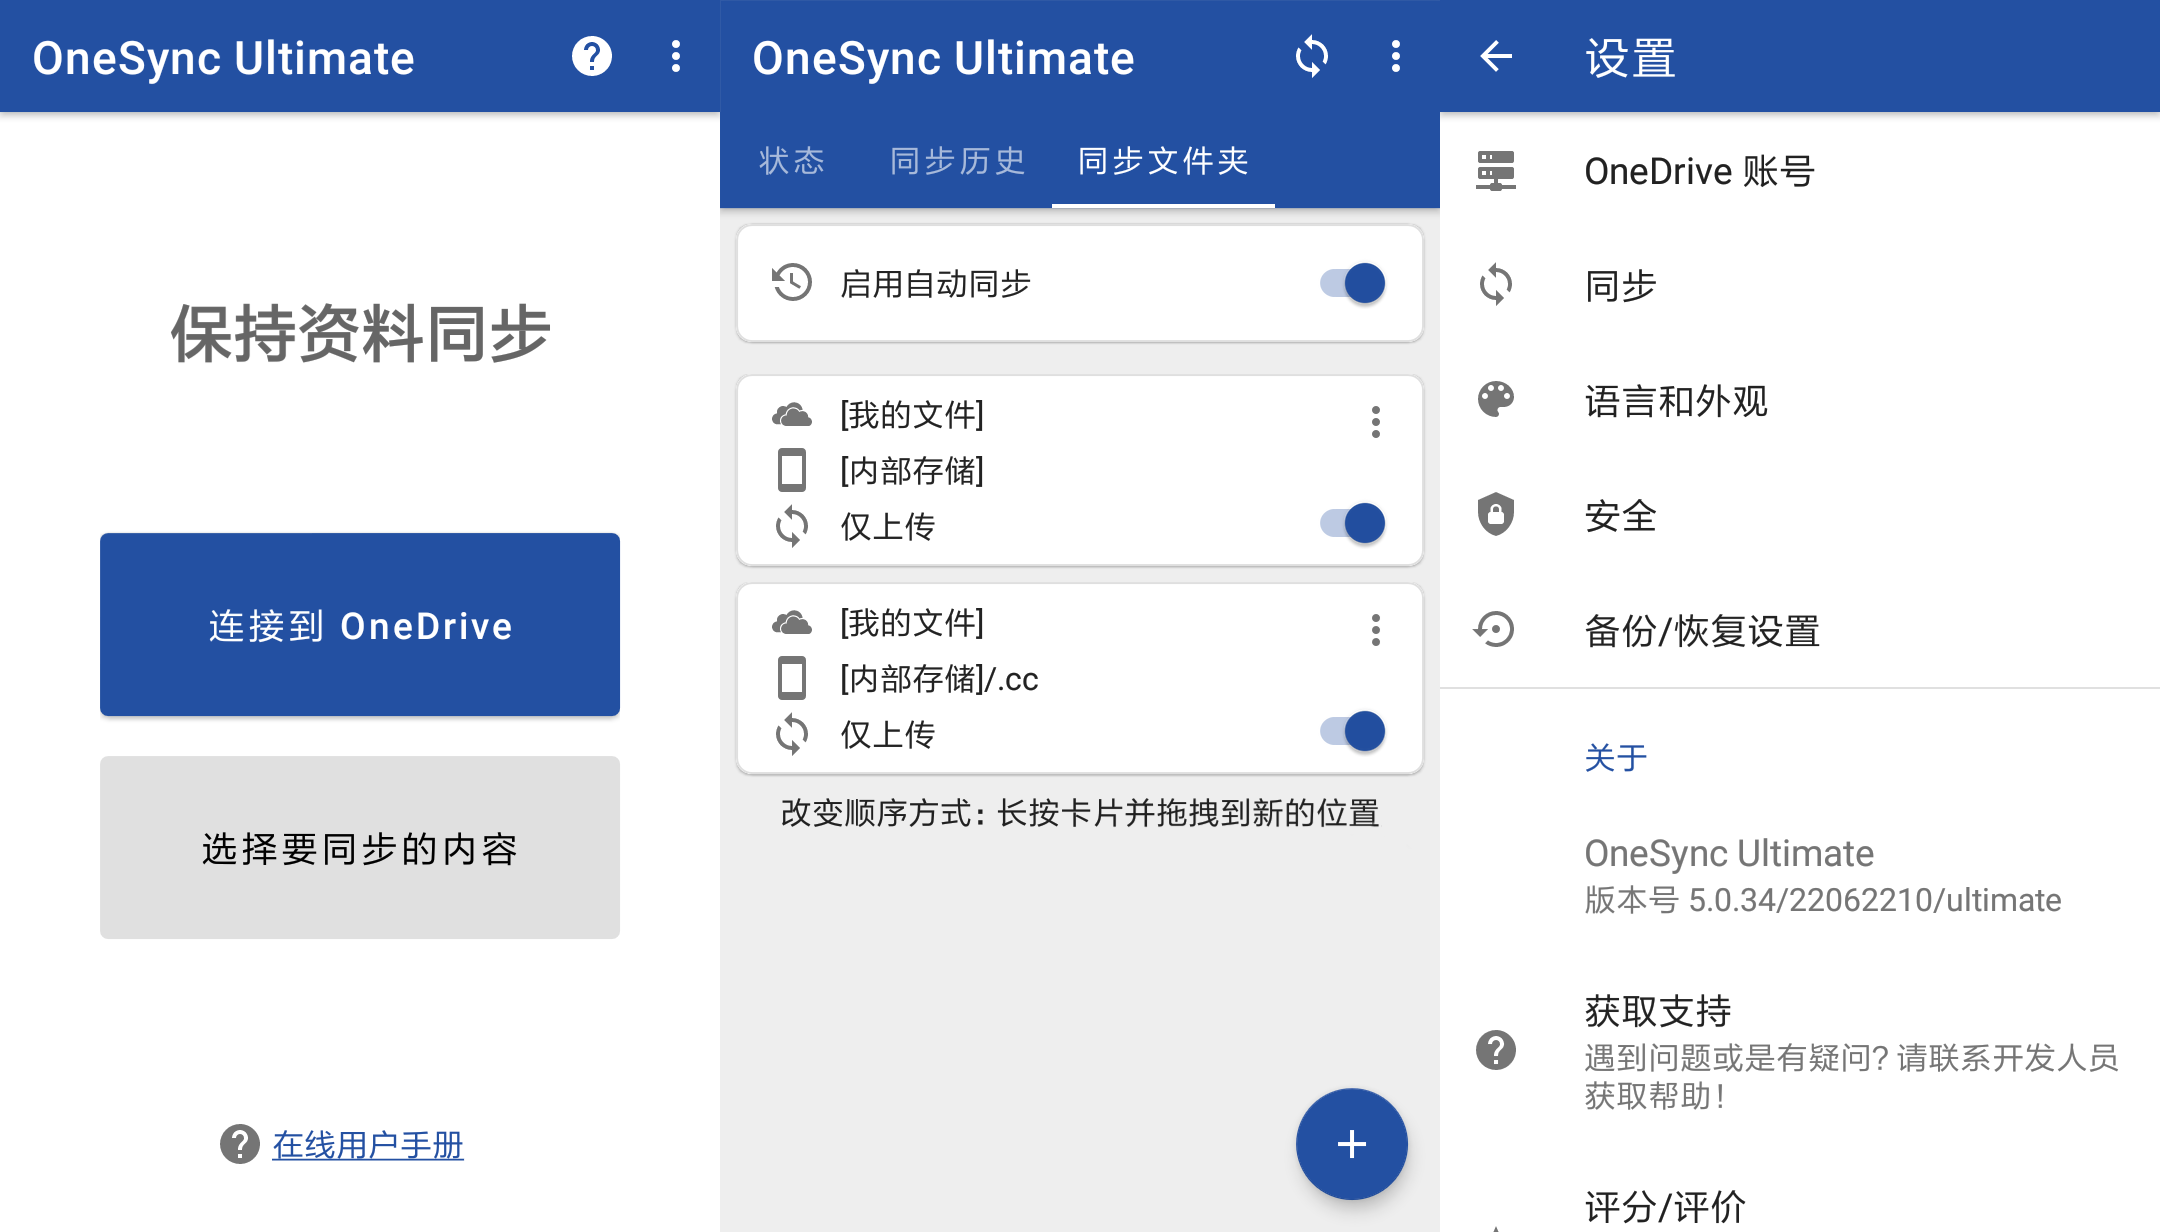 OneSync Ultimate
保持资料同步
连接到 OneDrive
选择要同步的内容
在线用户手册
OneSync Ultimate
状态
同步历史
同步文件夹
启用自动同步
[我的文件]
[内部存储]
仅上传
[我的文件]
[内部存储]/.cc
仅上传
改变顺序方式：长按卡片并拖拽到新的位置
设置
OneDrive 账号
同步
语言和外观
安全
备份/恢复设置
关于
OneSync Ultimate
版本号 5.0.34/22062210/ultimate
获取支持
遇到问题或是有疑问? 请联系开发人员
获取帮助！
评分/评价